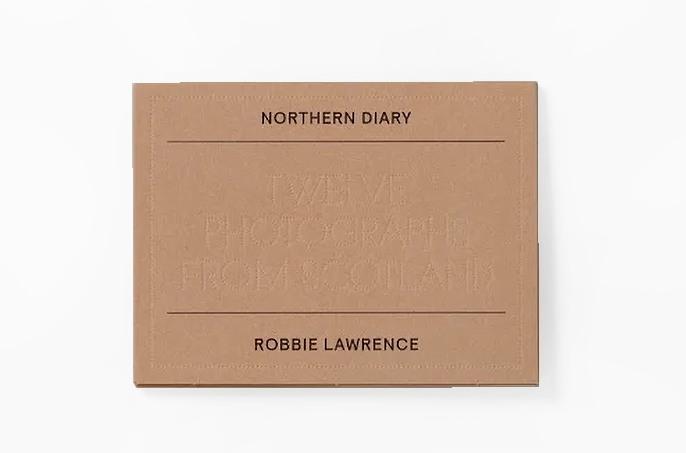 NORTHERN DIARY
TWELVE
PHOTOGRAPHS
FROM SCOTLAND
ROBBIE LAWRENCE